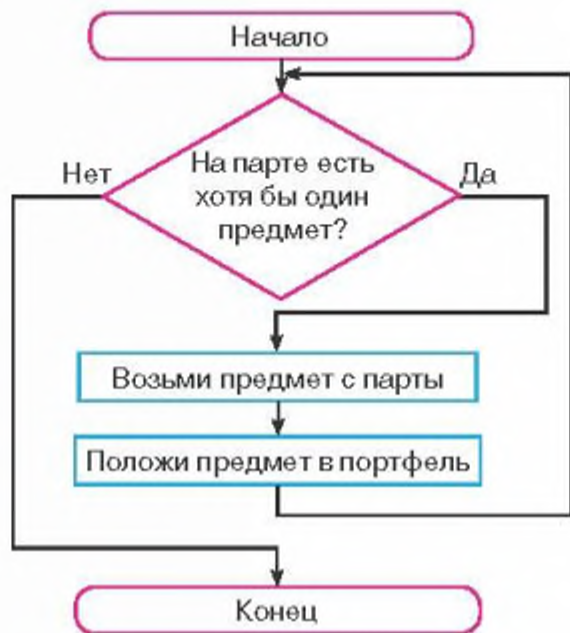 Начало
Нет
На парте есть
хотя бы один
предмет?
Да
Возьми предмет с парты
Положи предмет в портфель
Конец